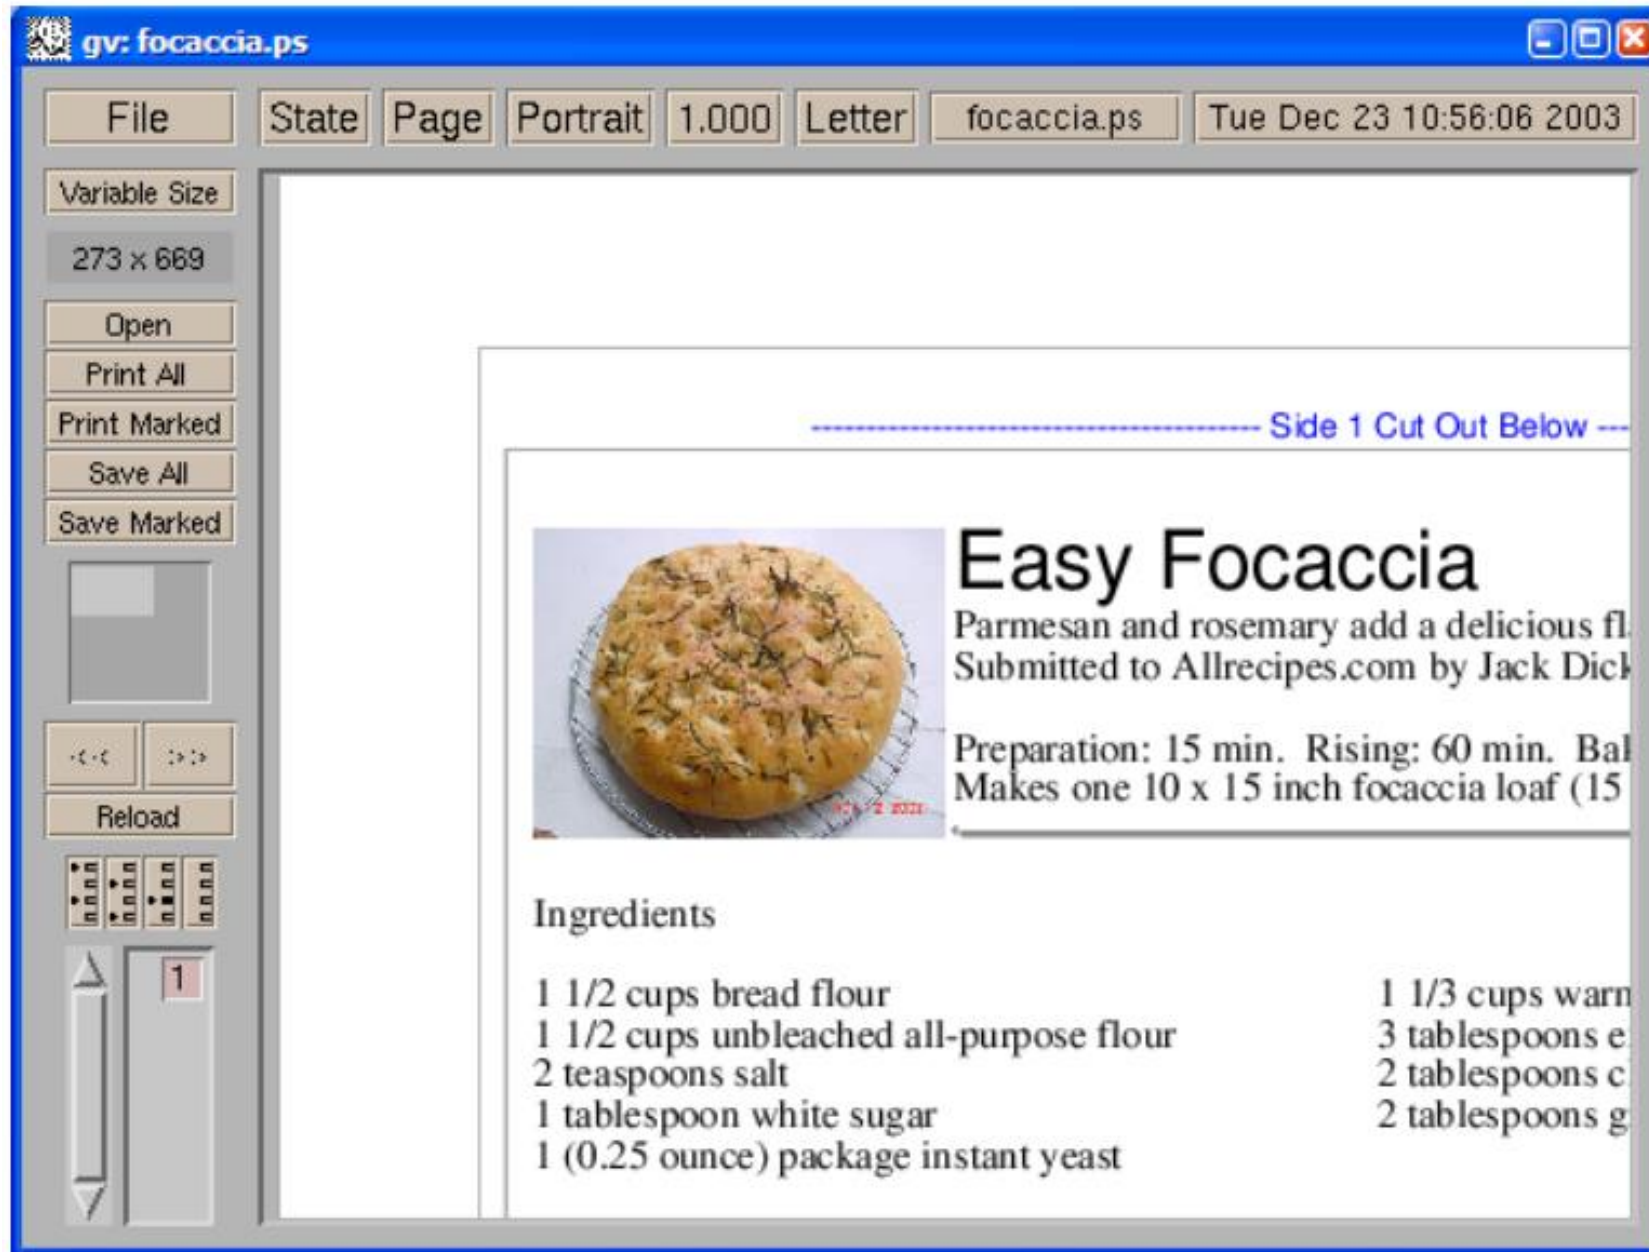 gv: focaccia.ps
File State Page Portrait 1.000 Letter focaccia.ps Tue Dec 23 10:56:06 2003
Variable Size
273 x 669
Open
Print All
Print Marked
Save All
Save Marked
Reload
1
---------------------------------------- Side 1 Cut Out Below ---
Easy Focaccia
Parmesan and rosemary add a delicious
Submitted to Allrecipes.com by Jack
Preparation: 15 min. Rising: 60 min.
Makes one 10 x 15 inch focaccia loaf (15
Ingredients
1 1/2 cups bread flour
1 1/2 cups unbleached all-purpose flour
2 teaspoons salt
1 tablespoon white sugar
1 (0.25 ounce) package instant yeast
1 1/3 cups
3 tablespoons
2 tablespoons
2 tablespoons